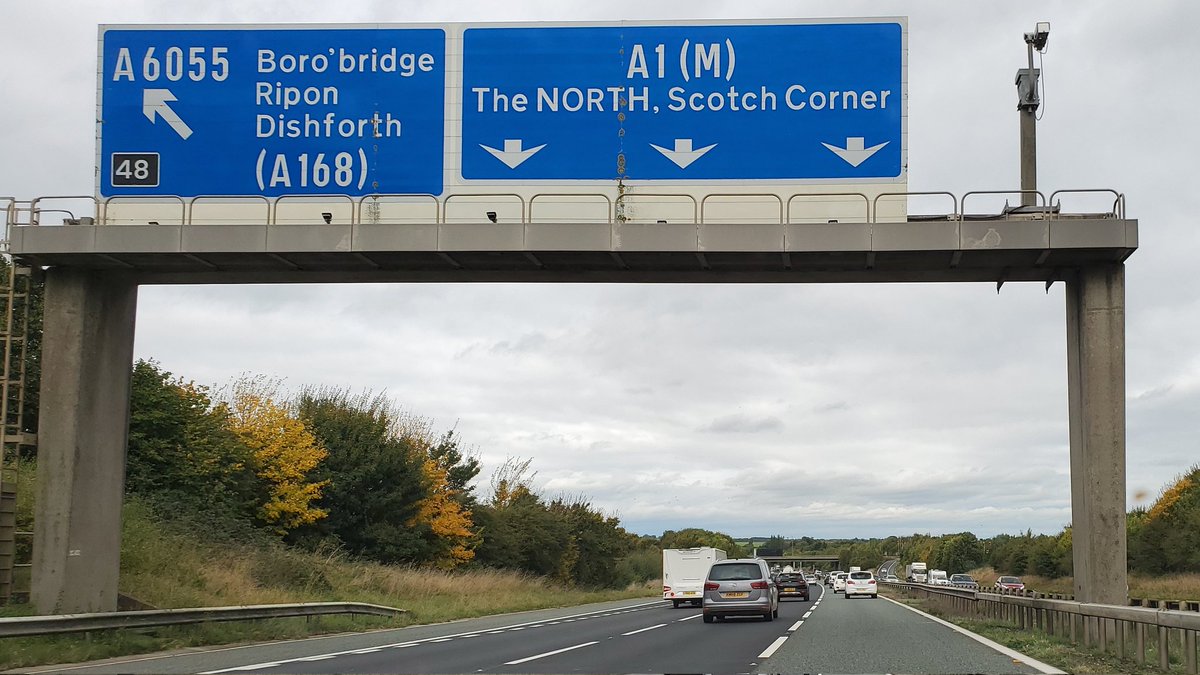 A6055
Boro'bridge
Ripon
Dishforth
(A168)
48
A1(M)
The NORTH, Scotch Corner